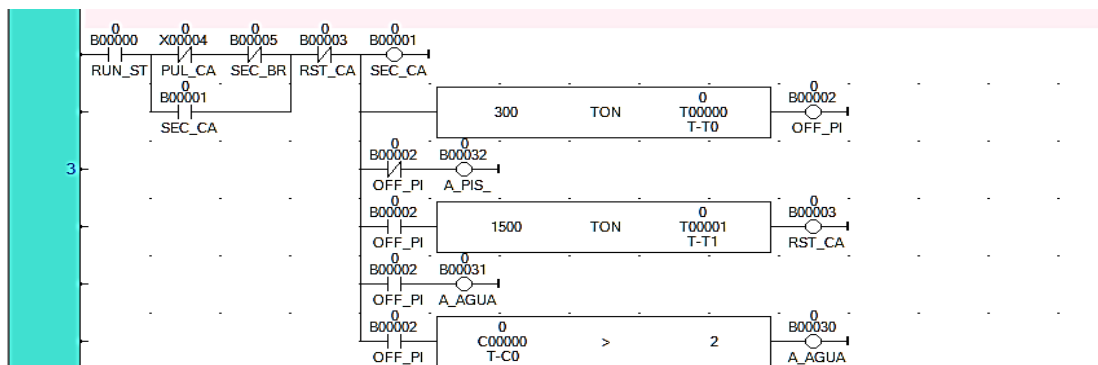 0 0 0 0 0
B00000 X00004 B00005 B00003 B00001
RUN_ST PUL_CA SEC_BR RST_CA SEC_CA
0
B00001
SEC_CA
300 TON 0
T00000
T-T0
0
B00002
OFF_PI
3
0 0
B00002 B00032
OFF_PI A_PIS_
0
B00002
OFF_PI
1500 TON 0
T00001
T-T1
0
B00003
RST_CA
0 0
B00002 B00031
OFF_PI A_AGUA
0
B00002
OFF_PI
0
C00000 > 2
T-C0
0
B00030
A_AGUA